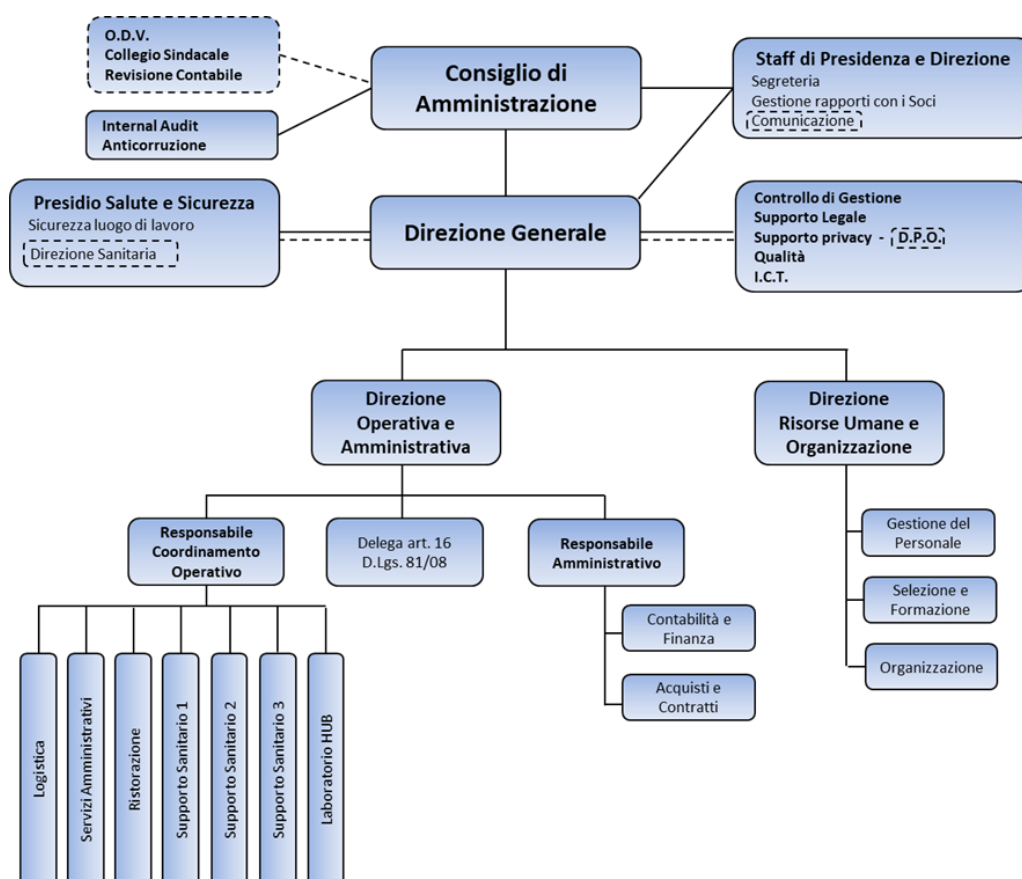 O.D.V.
Collegio Sindacale
Revisione Contabile
Consiglio di
Amministrazione
Staff di Presidenza e Direzione
Segreteria
Gestione rapporti con i Soci
Comunicazione
Internal Audit
Anticorruzione
Presidio Salute e Sicurezza
Sicurezza luogo di lavoro
Direzione Sanitaria
Direzione Generale
Controllo di Gestione
Supporto Legale
Supporto privacy - D.P.O.
Qualità
I.C.T.
Direzione
Operativa e
Amministrativa
Direzione
Risorse Umane e
Organizzazione
Responsabile
Coordinamento
Operativo
Delega art. 16
D.Lgs. 81/08
Responsabile
Amministrativo
Gestione del
Personale
Selezione e
Formazione
Organizzazione
Contabilità e
Finanza
Acquisti e
Contratti
Logistica
Servizi Amministrativi
Ristorazione
Supporto Sanitario 1
Supporto Sanitario 2
Supporto Sanitario 3
Laboratorio HUB